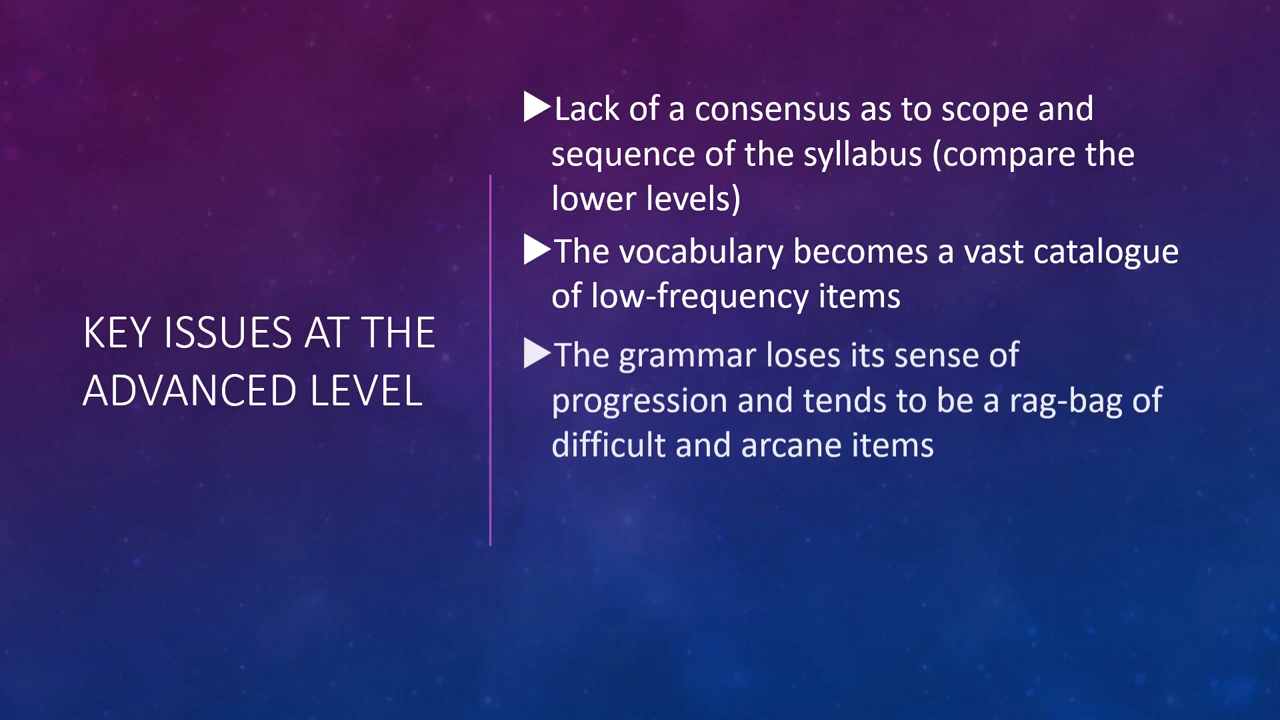 KEY ISSUES AT THE
ADVANCED LEVEL
Lack of a consensus as to scope and
sequence of the syllabus (compare the
lower levels)
The vocabulary becomes a vast catalogue
of low-frequency items
The grammar loses its sense of
progression and tends to be a rag-bag of
difficult and arcane items